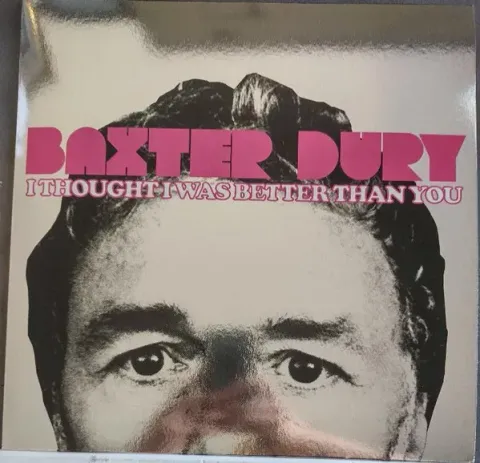 BAXTER DURY
I THOUGHT I WAS BETTER THAN YOU